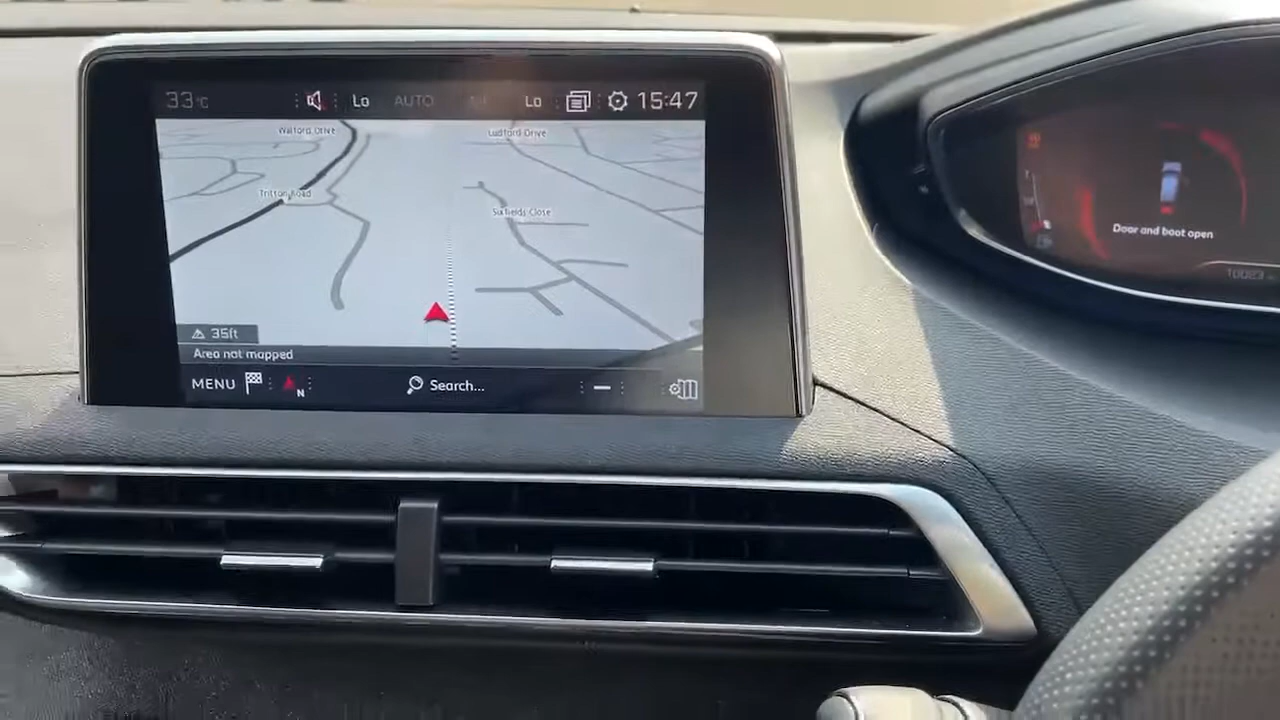 33°C Lo AUTO Lo 15:47
Walford Drive
Ludford Drive
Tritton Road
Sixfields Close
35ft
Area not mapped
MENU N Search...
Door and boot open